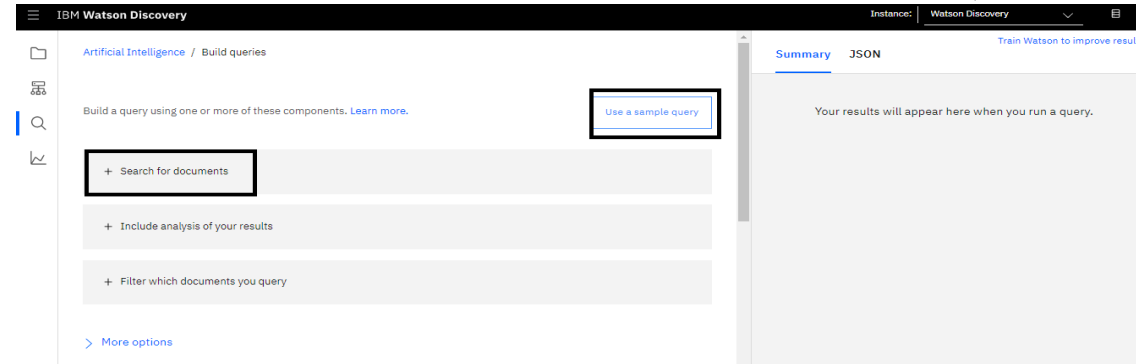 IBM Watson Discovery
Instance: Watson Discovery
Artificial Intelligence / Build queries
Build a query using one or more of these components. Learn more.
Use a sample query
+ Search for documents
+ Include analysis of your results
+ Filter which documents you query
More options
Train Watson to improve resul
Summary JSON
Your results will appear here when you run a query.